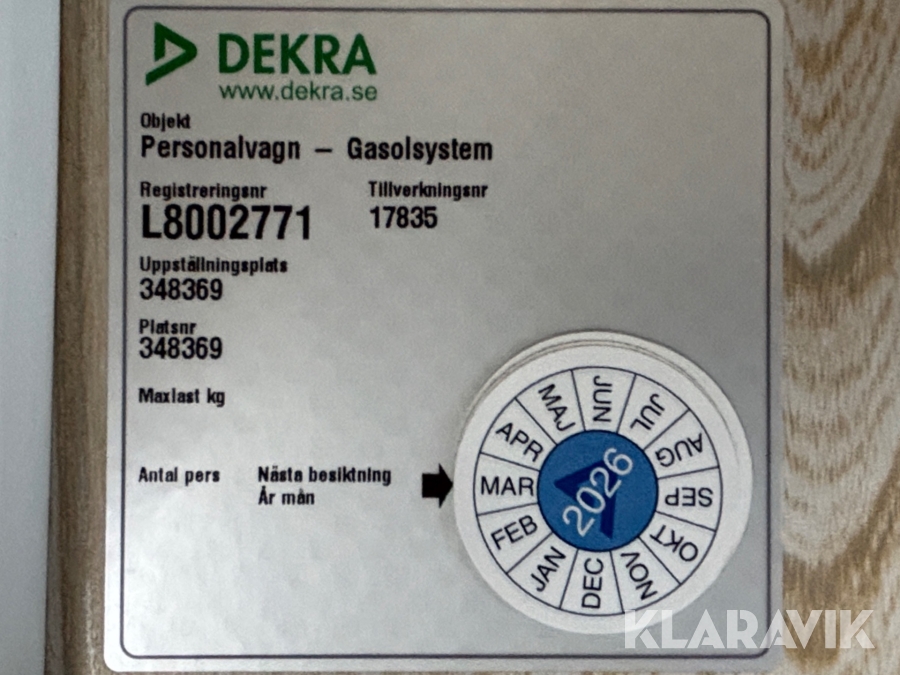 DEKRA
www.dekra.se
Objekt
Personalvagn – Gasolsystem
Registreringsnr
Tillverkningsnr
L8002771
17835
Uppställningsplats
348369
Platsnr
348369
Maxlast kg
Antal pers
Nästa besiktning
År mån
JAN
FEB
MAR
APR
MAJ
JUN
JUL
AUG
SEP
OKT
NOV
DEC
2026
KLARAVIK